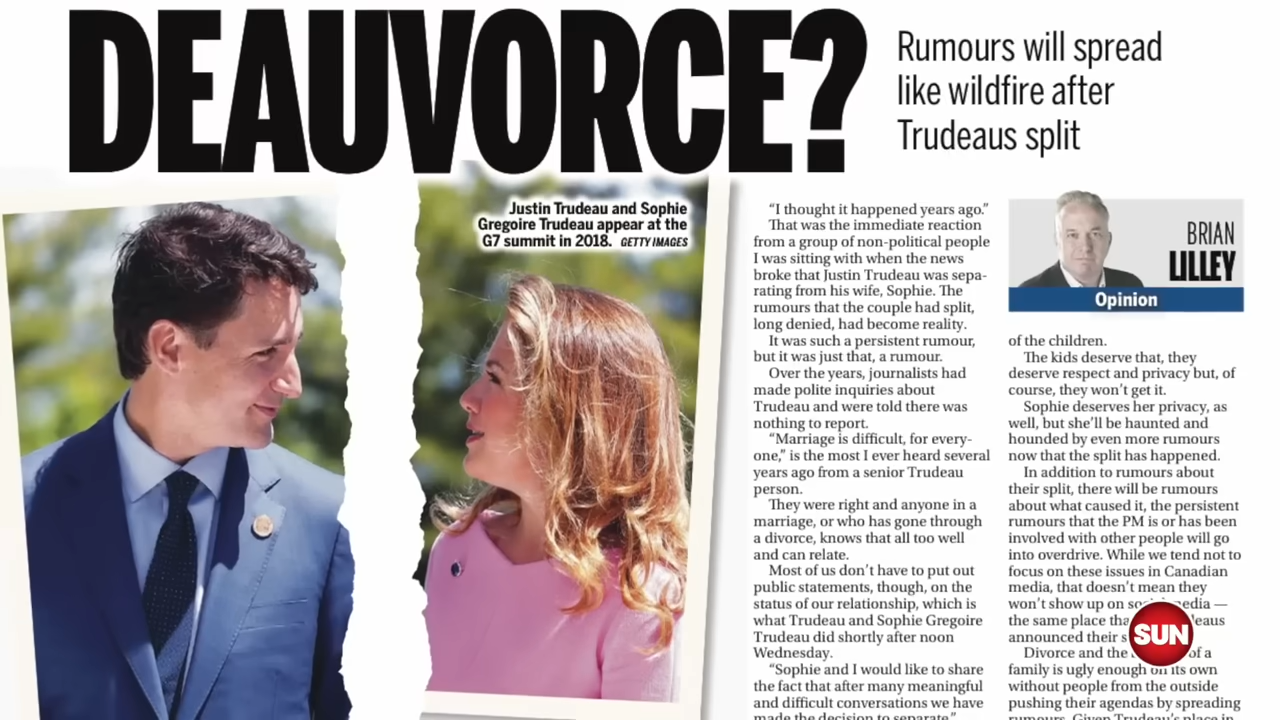 DEAUVORCE?
Rumours will spread
like wildfire after
Trudeaus split
Justin Trudeau and Sophie
Gregoire Trudeau appear at the
G7 summit in 2018. GETTY IMAGES
“I thought it happened years ago.”
That was the immediate reaction
from a group of non-political people
I was sitting with when the news
broke that Justin Trudeau was sepa-
rating from his wife, Sophie. The
rumours that the couple had split,
long denied, had become reality.
It was such a persistent rumour,
but it was just that, a rumour.
Over the years, journalists had
made polite inquiries about
Trudeau and were told there was
nothing to report.
“Marriage is difficult, for every-
one,” is the most I ever heard several
years ago from a senior Trudeau
person.
They were right and anyone in a
marriage, or who has gone through
a divorce, knows that all too well
and can relate.
Most of us don’t have to put out
public statements, though, on the
status of our relationship, which is
what Trudeau and Sophie Gregoire
Trudeau did shortly after noon
Wednesday.
“Sophie and I would like to share
the fact that after many meaningful
and difficult conversations we have
made the decision to separate,”
BRIAN
LILLEY
Opinion
of the children.
The kids deserve that, they
deserve respect and privacy but, of
course, they won’t get it.
Sophie deserves her privacy, as
well, but she’ll be haunted and
hounded by even more rumours
now that the split has happened.
In addition to rumours about
their split, there will be rumours
about what caused it, the persistent
rumours that the PM is or has been
involved with other people will go
into overdrive. While we tend not to
focus on these issues in Canadian
media, that doesn’t mean they
won’t show up on social media —
the same place
announced their
Divorce and the of a
family is ugly enough on its own
without people from the outside
pushing their agendas by spreading
rumours. Given Trudeau’s place in
SUN